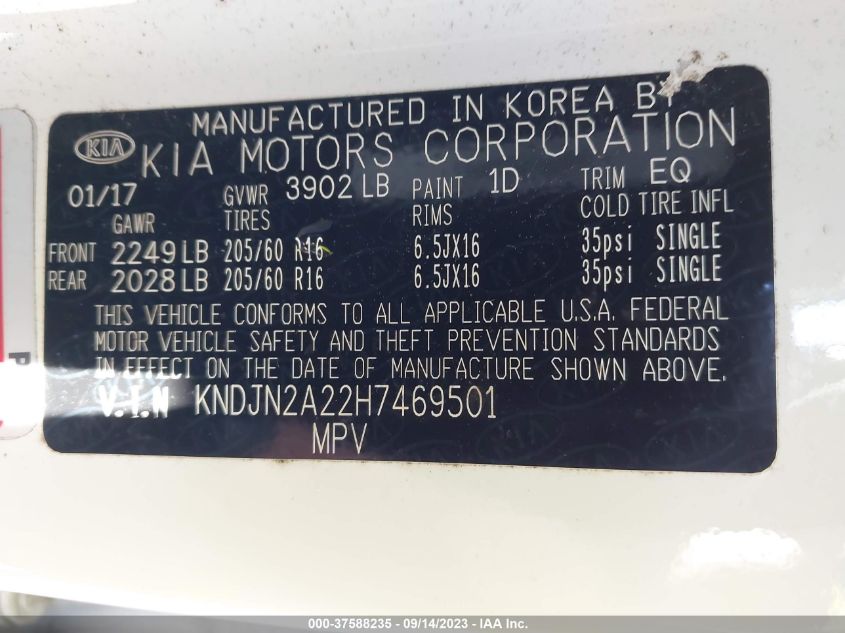 MANUFACTURED IN KOREA BY
KIA KIA MOTORS CORPORATION
01/17 GVWR 3902 LB PAINT 1D TRIM EQ
GAWR TIRES RIMS COLD TIRE INFL
FRONT 2249 LB 205/60 R16 6.5JX16 35psi SINGLE
REAR 2028 LB 205/60 R16 6.5JX16 35psi SINGLE
THIS VEHICLE CONFORMS TO ALL APPLICABLE U.S.A. FEDERAL
MOTOR VEHICLE SAFETY AND THEFT PREVENTION STANDARDS
IN EFFECT ON THE DATE OF MANUFACTURE SHOWN ABOVE.
V.I.N KNDJN2A22H7469501
MPV
P
000-37588235 - 09/14/2023 - IAA Inc.